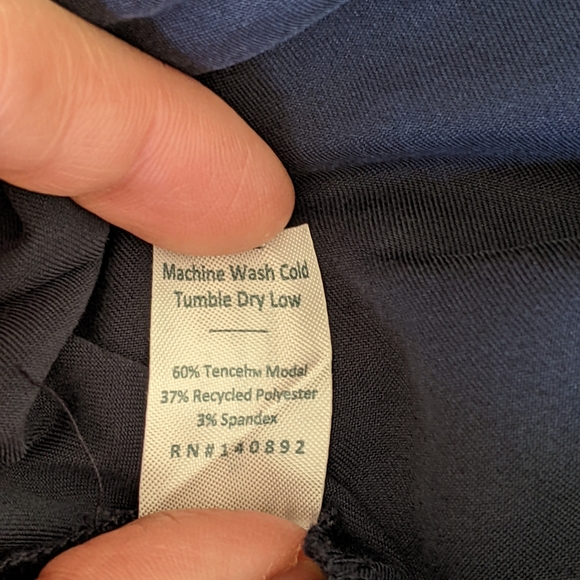 Machine Wash Cold
Tumble Dry Low
60% Tencel™ Modal
37% Recycled Polyester
3% Spandex
RN#140892